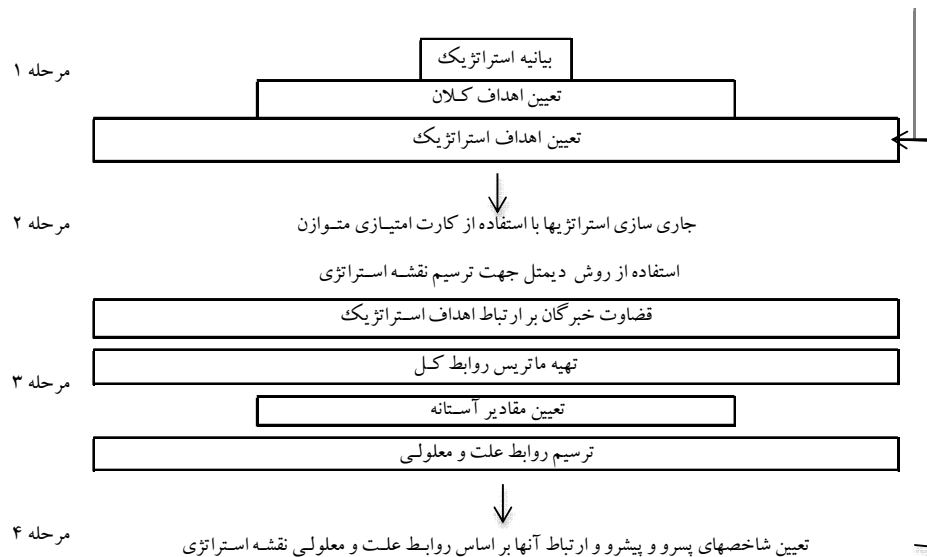 بیانیه استراتژیک
مرحله ۱
تعیین اهداف کلان
تعیین اهداف استراتژیک
مرحله ۲
جاری سازی استراتژیها با استفاده از کارت امتیازی متوازن
استفاده از روش دیمتل جهت ترسیم نقشه استراتژی
قضاوت خبرگان بر ارتباط اهداف استراتژیک
تهیه ماتریس روابط کل
مرحله ۳
تعیین مقادیر آستانه
ترسیم روابط علت و معلولی
مرحله ۴
تعیین شاخصهای پسرو و پیشرو و ارتباط آنها بر اساس روابط علت و معلولی نقشه استراتژی